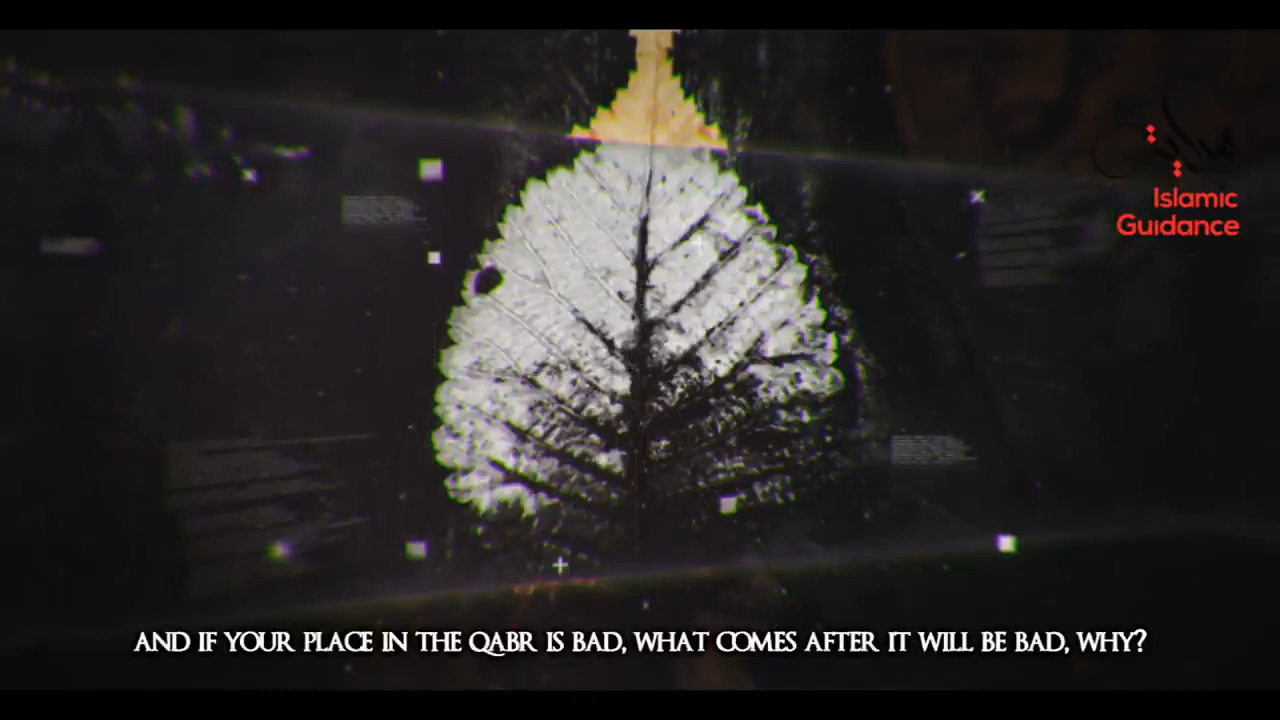 Islamic
Guidance
AND IF YOUR PLACE IN THE QABR IS BAD, WHAT COMES AFTER IT WILL BE BAD, WHY?